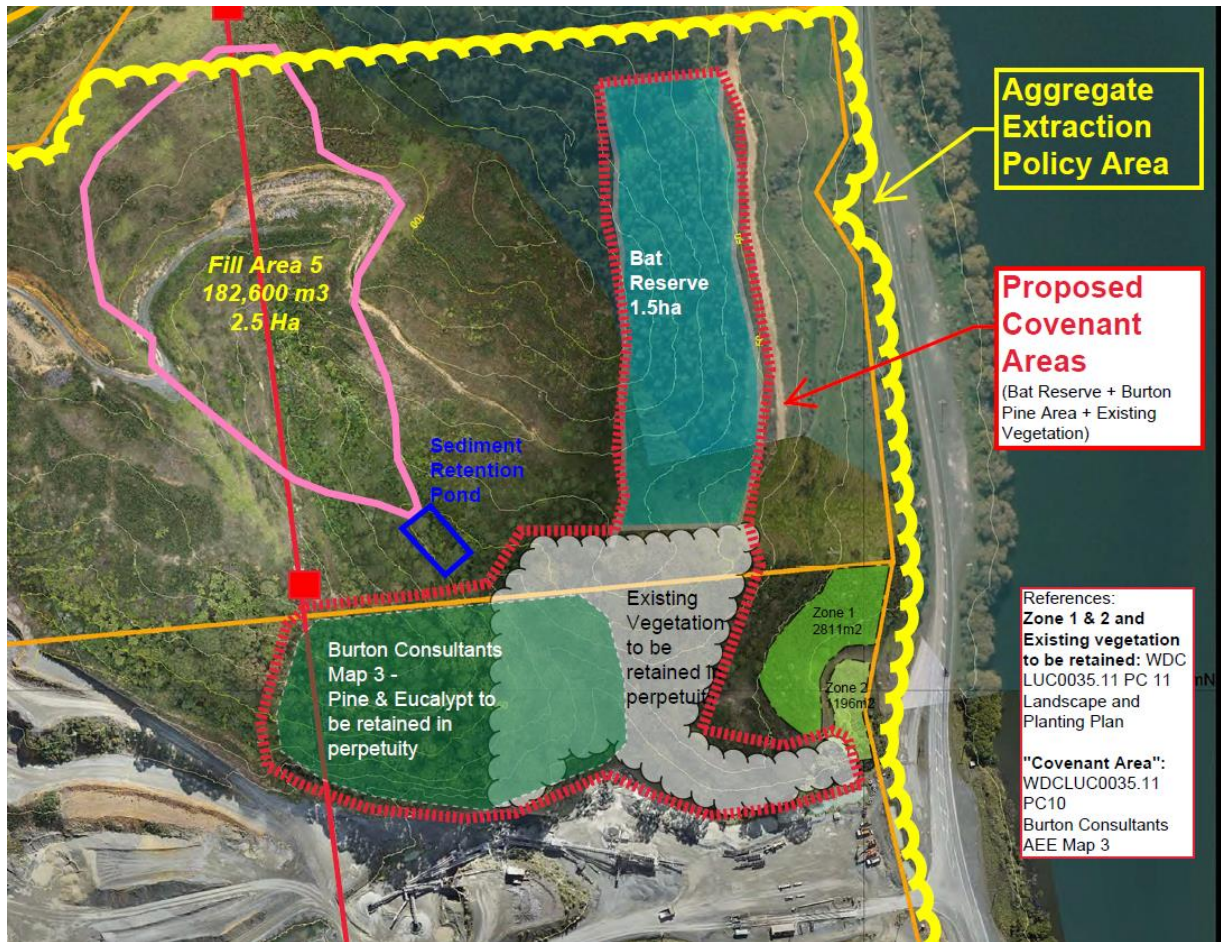 Aggregate
Extraction
Policy Area
100
Fill Area 5
182,600 m3
2.5 Ha
Bat
Reserve
1.5ha
Proposed
Covenant
Areas
(Bat Reserve + Burton
Pine Area + Existing
Vegetation)
Sediment
Retention
Pond
Existing
Vegetation
to be
retained in
perpetuity
Burton Consultants
Map 3 -
Pine & Eucalypt to
be retained in
perpetuity
Zone 1
2811m2
Zone 2
1196m2
References:
Zone 1 & 2 and
Existing vegetation
to be retained: WDC
LUC0035.11 PC 11
Landscape and
Planting Plan
"Covenant Area":
WDCLUC0035.11
PC10
Burton Consultants
AEE Map 3
mN